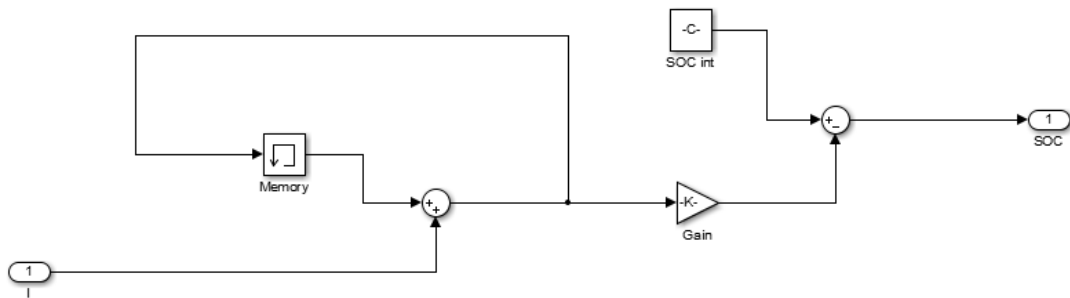 -C-
SOC int
+
−
1
SOC
Memory
+
+
-K-
Gain
1
I